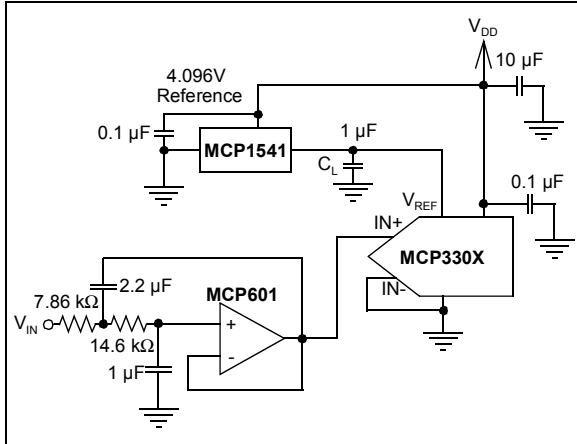 V_DD
10 µF
4.096V
Reference
0.1 µF
MCP1541
1 µF
C_L
0.1 µF
V_REF
IN+
MCP330X
IN-
2.2 µF
MCP601
7.86 kΩ
V_IN
+
14.6 kΩ
-
1 µF